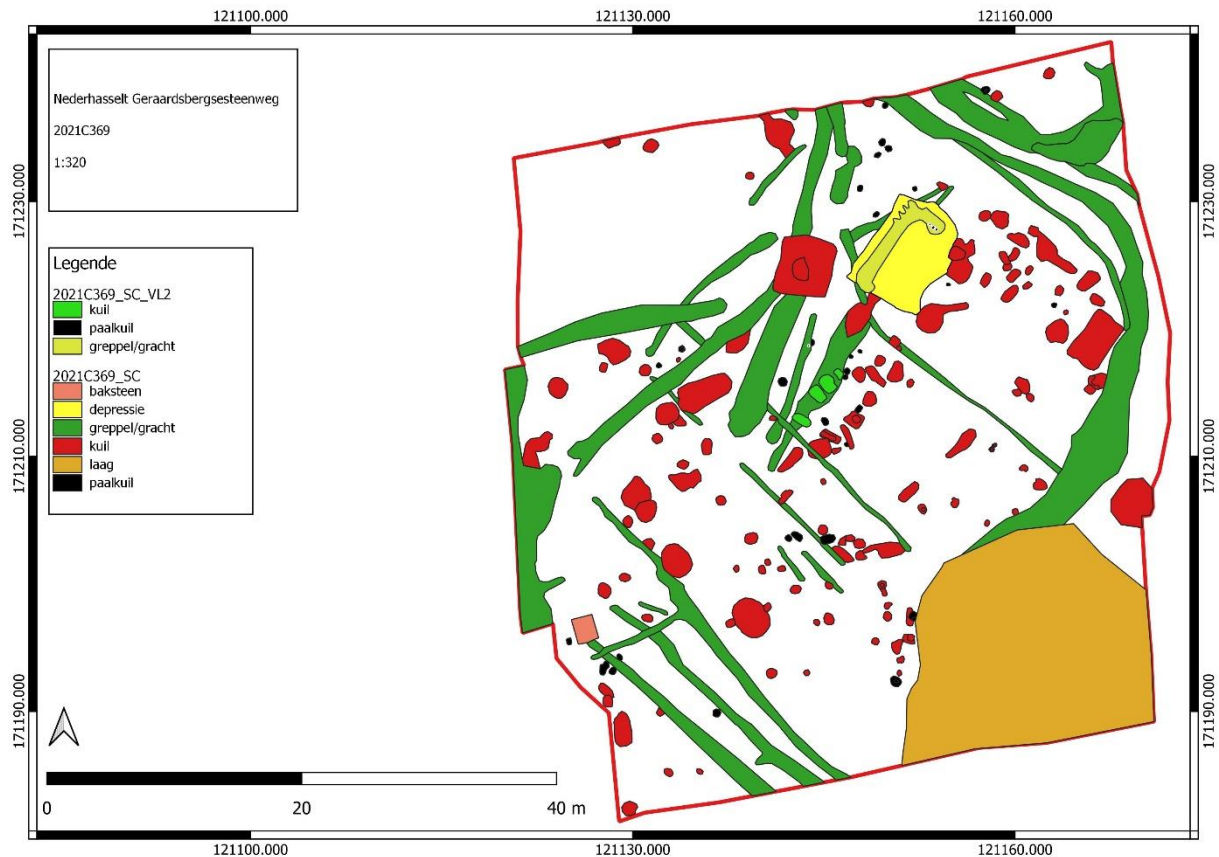 121100.000 121130.000 121160.000
Nederhasselt Geraardsbergsesteenweg
2021C369
1:320
171230.000 171230.000
Legende
2021C369_SC_VL2
kuil
paalkuil
greppel/gracht
2021C369_SC
baksteen
depressie
greppel/gracht
kuil
laag
paalkuil
171210.000 171210.000
171190.000 171190.000
0 20 40 m
121100.000 121130.000 121160.000